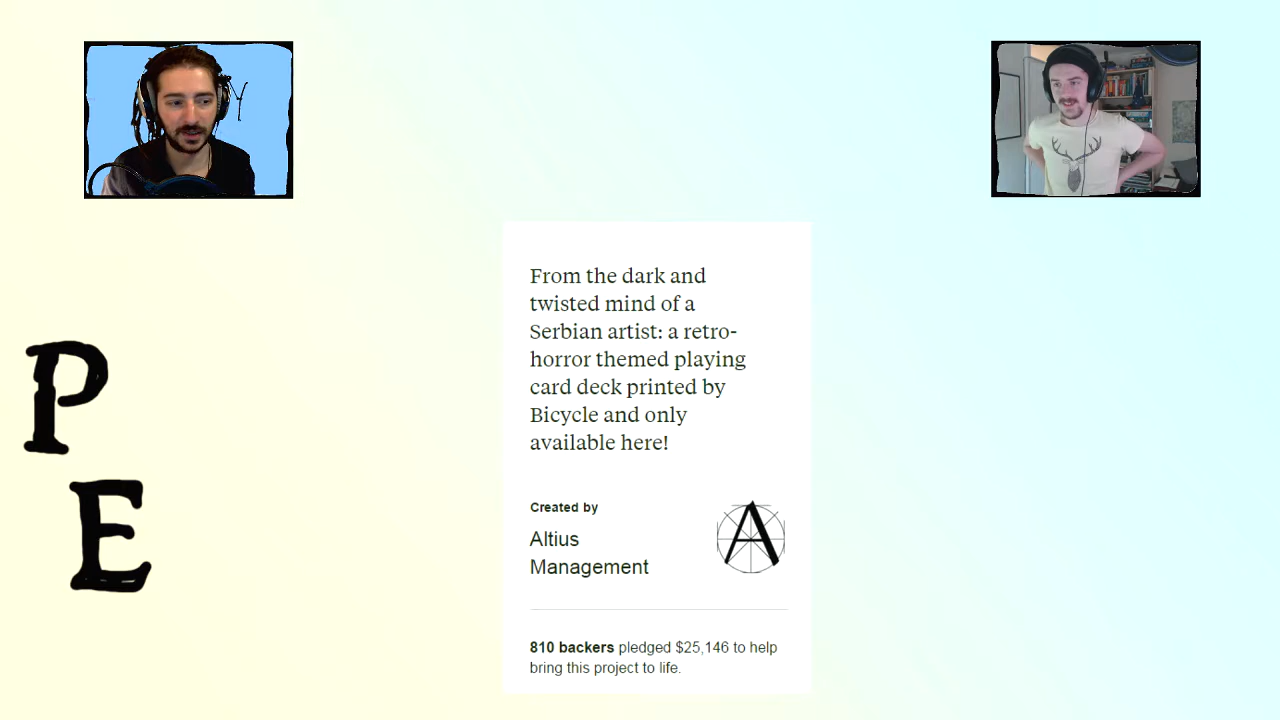 From the dark and
twisted mind of a
Serbian artist: a retro-
horror themed playing
card deck printed by
Bicycle and only
available here!
Created by
Altius
Management
A
810 backers pledged $25,146 to help
bring this project to life.
P
E